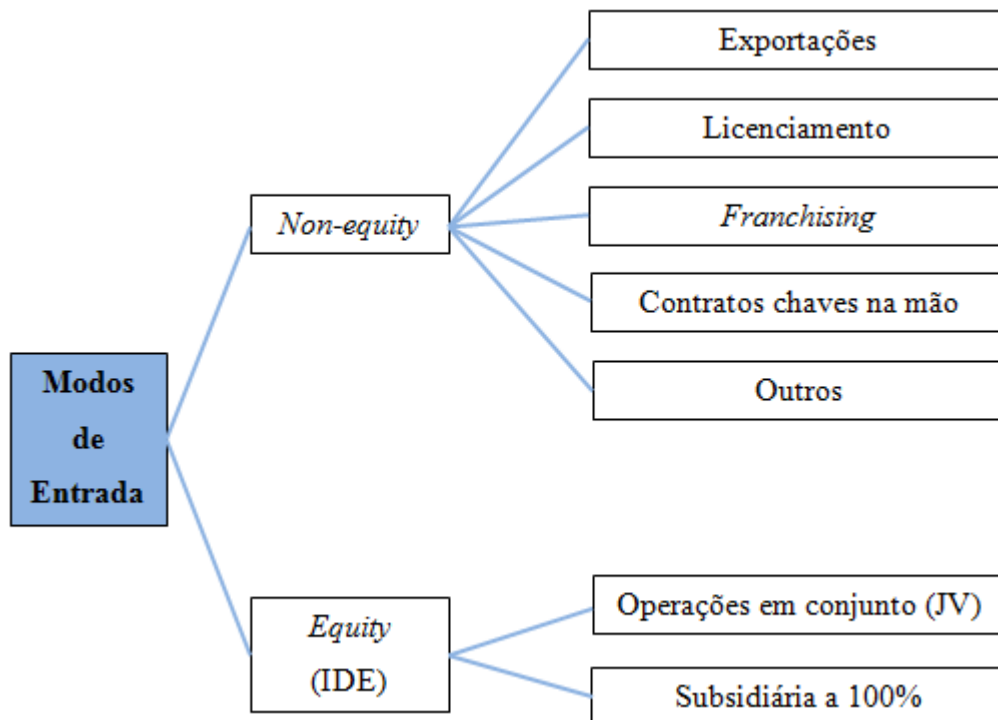 Exportações
Licenciamento
Non-equity
Franchising
Contratos chaves na mão
Outros
Modos
de
Entrada
Equity
(IDE)
Operações em conjunto (JV)
Subsidiária a 100%